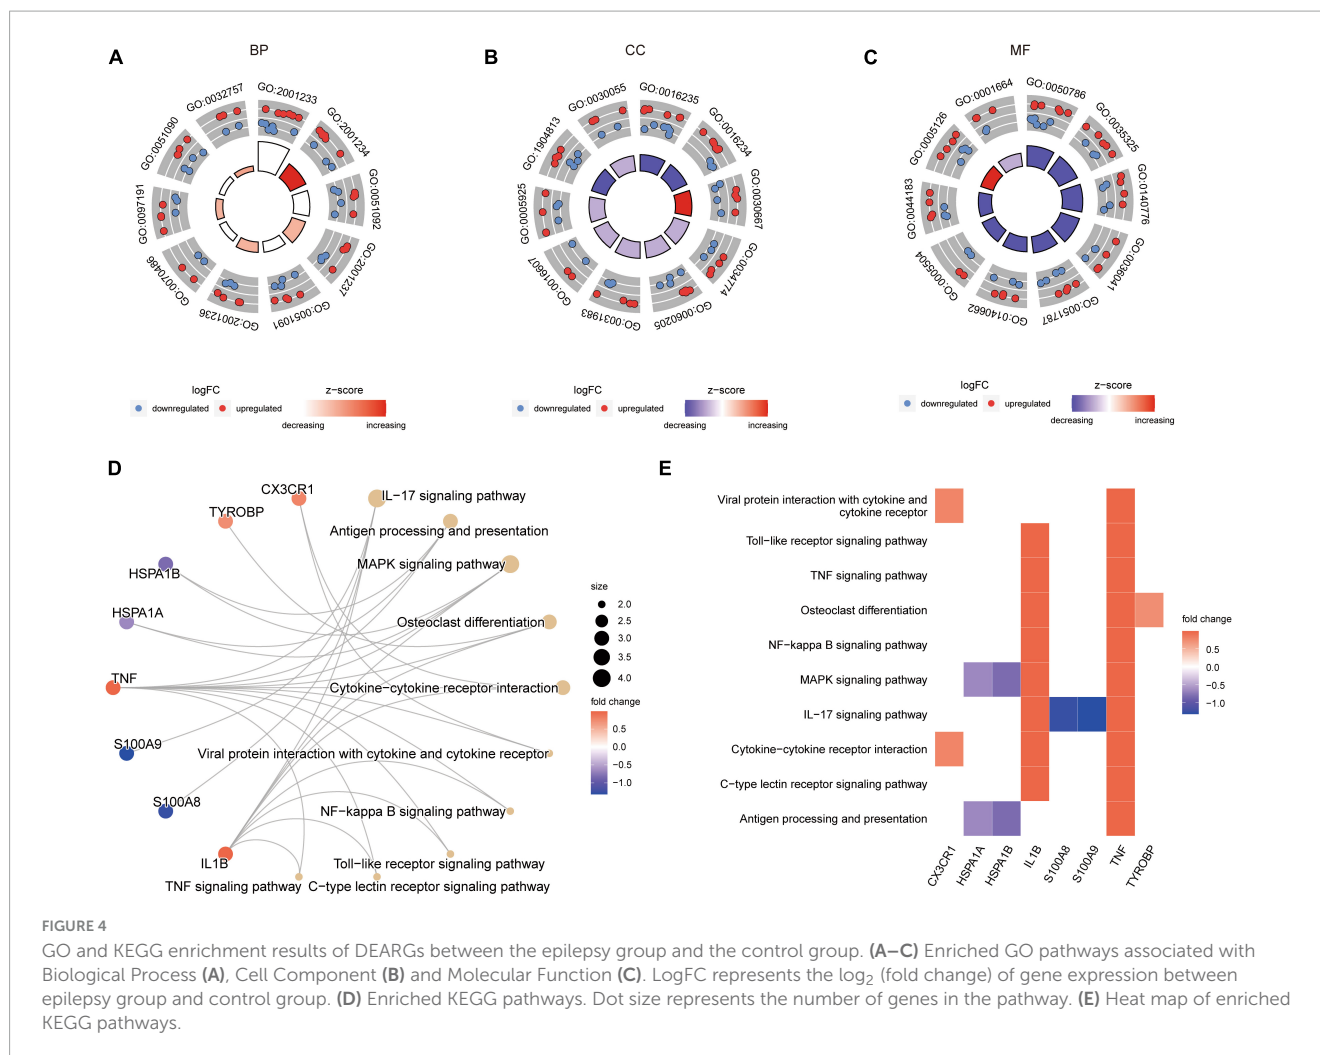 A
BP
B
CC
C
MF
GO:2001233
GO:2001234
GO:0051092
GO:2001237
GO:0051091
GO:2001236
GO:0070486
GO:0097191
GO:0051090
GO:0032757
GO:0016235
GO:0016234
GO:0030667
GO:0034774
GO:0060205
GO:0031983
GO:0016607
GO:0005925
GO:1904813
GO:0030055
GO:0050786
GO:0035325
GO:0140776
GO:0036041
GO:0051787
GO:0140662
GO:0005504
GO:0044183
GO:0005126
GO:0001664
logFC
downregulated
upregulated
z-score
decreasing
increasing
logFC
downregulated
upregulated
z-score
decreasing
increasing
logFC
downregulated
upregulated
z-score
decreasing
increasing
D
CX3CR1
TYROBP
HSPA1B
HSPA1A
TNF
S100A9
S100A8
IL1B
IL−17 signaling pathway
Antigen processing and presentation
MAPK signaling pathway
Osteoclast differentiation
Cytokine−cytokine receptor interaction
Viral protein interaction with cytokine and cytokine receptor
NF-kappa B signaling pathway
Toll−like receptor signaling pathway
TNF signaling pathway
C−type lectin receptor signaling pathway
size
2.0
2.5
3.0
3.5
4.0
fold change
0.5
0.0
−0.5
−1.0
E
Viral protein interaction with cytokine and
cytokine receptor
Toll−like receptor signaling pathway
TNF signaling pathway
Osteoclast differentiation
NF−kappa B signaling pathway
MAPK signaling pathway
IL−17 signaling pathway
Cytokine−cytokine receptor interaction
C−type lectin receptor signaling pathway
Antigen processing and presentation
CX3CR1
HSPA1A
HSPA1B
IL1B
S100A8
S100A9
TNF
TYROBP
fold change
0.5
0.0
−0.5
−1.0
FIGURE 4
GO and KEGG enrichment results of DEARGs between the epilepsy group and the control group. (A–C) Enriched GO pathways associated with
Biological Process (A), Cell Component (B) and Molecular Function (C). LogFC represents the log2 (fold change) of gene expression between
epilepsy group and control group. (D) Enriched KEGG pathways. Dot size represents the number of genes in the pathway. (E) Heat map of enriched
KEGG pathways.